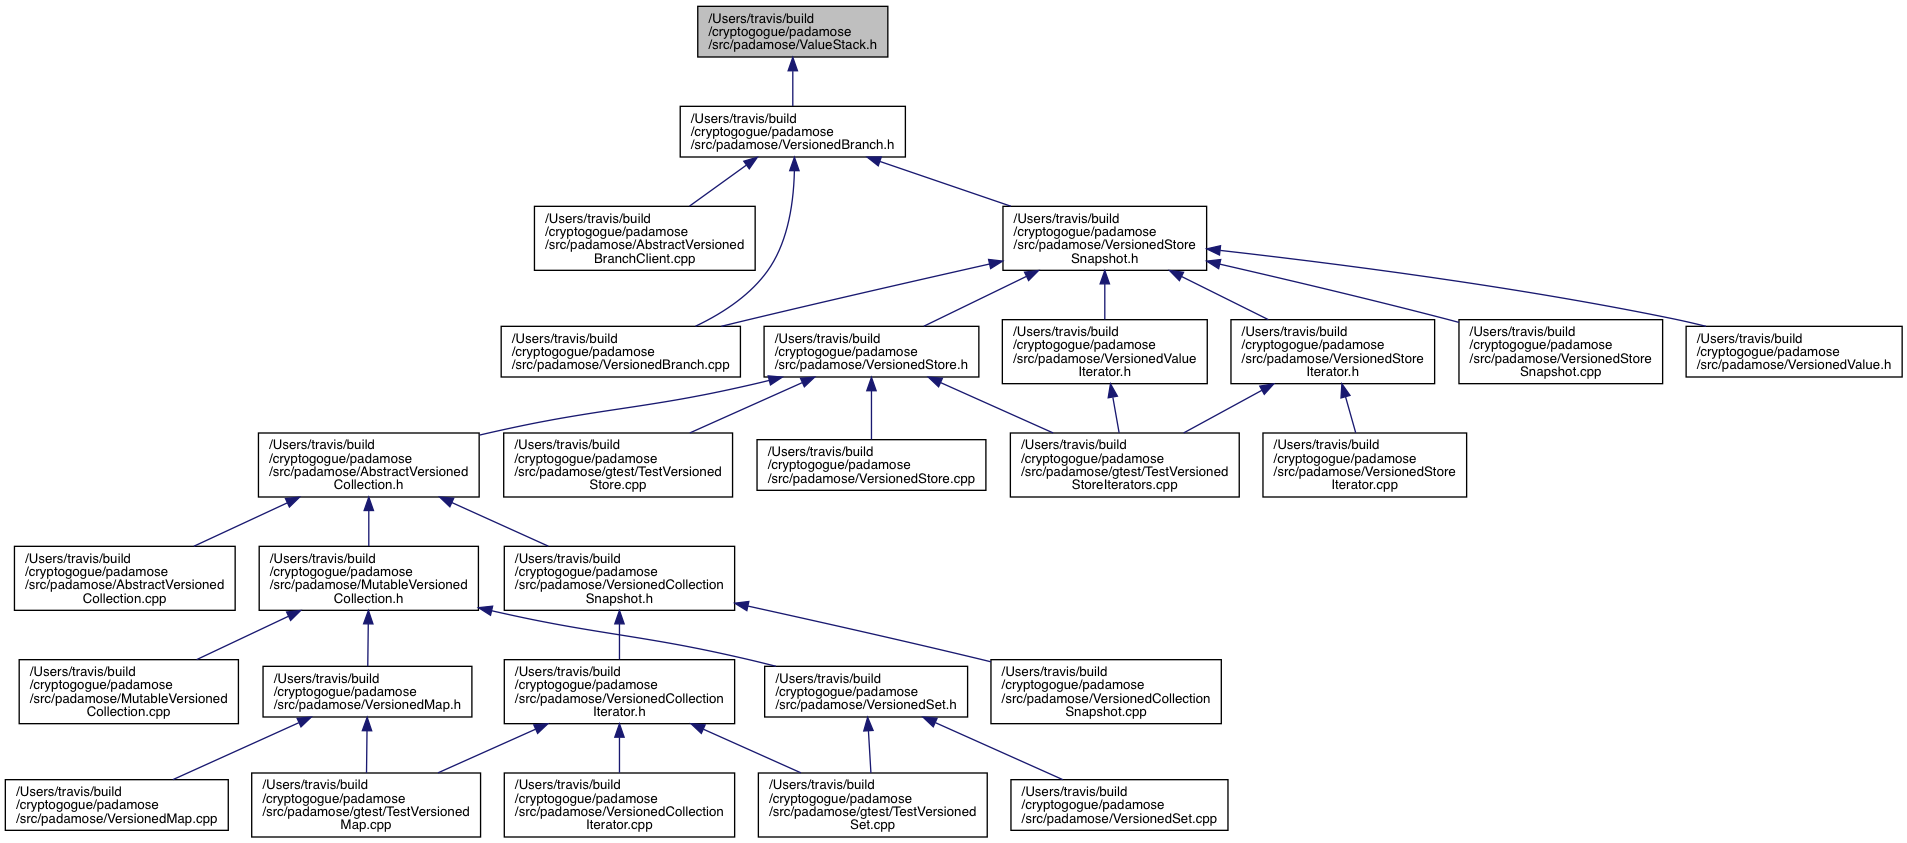 /Users/travis/build
/cryptogogue/padamose
/src/padamose/ValueStack.h
/Users/travis/build
/cryptogogue/padamose
/src/padamose/VersionedBranch.h
/Users/travis/build
/cryptogogue/padamose
/src/padamose/AbstractVersioned
BranchClient.cpp
/Users/travis/build
/cryptogogue/padamose
/src/padamose/VersionedStore
Snapshot.h
/Users/travis/build
/cryptogogue/padamose
/src/padamose/VersionedBranch.cpp
/Users/travis/build
/cryptogogue/padamose
/src/padamose/VersionedStore.h
/Users/travis/build
/cryptogogue/padamose
/src/padamose/VersionedValue
Iterator.h
/Users/travis/build
/cryptogogue/padamose
/src/padamose/VersionedStore
Iterator.h
/Users/travis/build
/cryptogogue/padamose
/src/padamose/VersionedStore
Snapshot.cpp
/Users/travis/build
/cryptogogue/padamose
/src/padamose/VersionedValue.h
/Users/travis/build
/cryptogogue/padamose
/src/padamose/AbstractVersioned
Collection.h
/Users/travis/build
/cryptogogue/padamose
/src/padamose/gtest/TestVersioned
Store.cpp
/Users/travis/build
/cryptogogue/padamose
/src/padamose/VersionedStore.cpp
/Users/travis/build
/cryptogogue/padamose
/src/padamose/gtest/TestVersioned
StoreIterators.cpp
/Users/travis/build
/cryptogogue/padamose
/src/padamose/VersionedStore
Iterator.cpp
/Users/travis/build
/cryptogogue/padamose
/src/padamose/AbstractVersioned
Collection.cpp
/Users/travis/build
/cryptogogue/padamose
/src/padamose/MutableVersioned
Collection.h
/Users/travis/build
/cryptogogue/padamose
/src/padamose/VersionedCollection
Snapshot.h
/Users/travis/build
/cryptogogue/padamose
/src/padamose/MutableVersioned
Collection.cpp
/Users/travis/build
/cryptogogue/padamose
/src/padamose/VersionedMap.h
/Users/travis/build
/cryptogogue/padamose
/src/padamose/VersionedCollection
Iterator.h
/Users/travis/build
/cryptogogue/padamose
/src/padamose/VersionedSet.h
/Users/travis/build
/cryptogogue/padamose
/src/padamose/VersionedCollection
Snapshot.cpp
/Users/travis/build
/cryptogogue/padamose
/src/padamose/VersionedMap.cpp
/Users/travis/build
/cryptogogue/padamose
/src/padamose/gtest/TestVersioned
Map.cpp
/Users/travis/build
/cryptogogue/padamose
/src/padamose/VersionedCollection
Iterator.cpp
/Users/travis/build
/cryptogogue/padamose
/src/padamose/gtest/TestVersioned
Set.cpp
/Users/travis/build
/cryptogogue/padamose
/src/padamose/VersionedSet.cpp